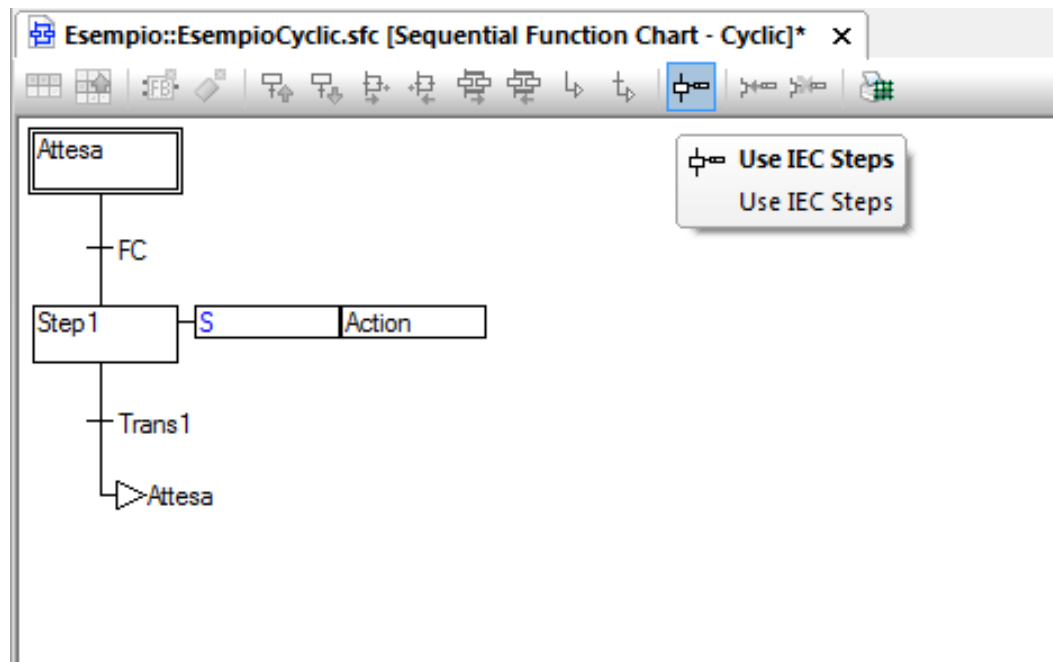 Esempio::EsempioCyclic.sfc [Sequential Function Chart - Cyclic]*
FB
Attesa
Use IEC Steps
Use IEC Steps
FC
Step1
S
Action
Trans1
Attesa